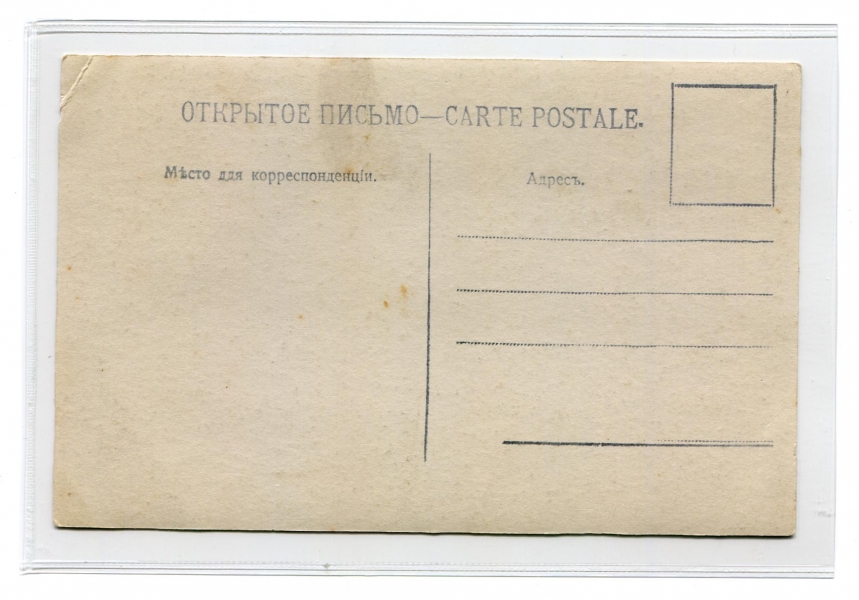 ОТКРЫТОЕ ПИСЬМО—CARTE POSTALE.
Мѣсто для корреспонденціи.
Адресъ.